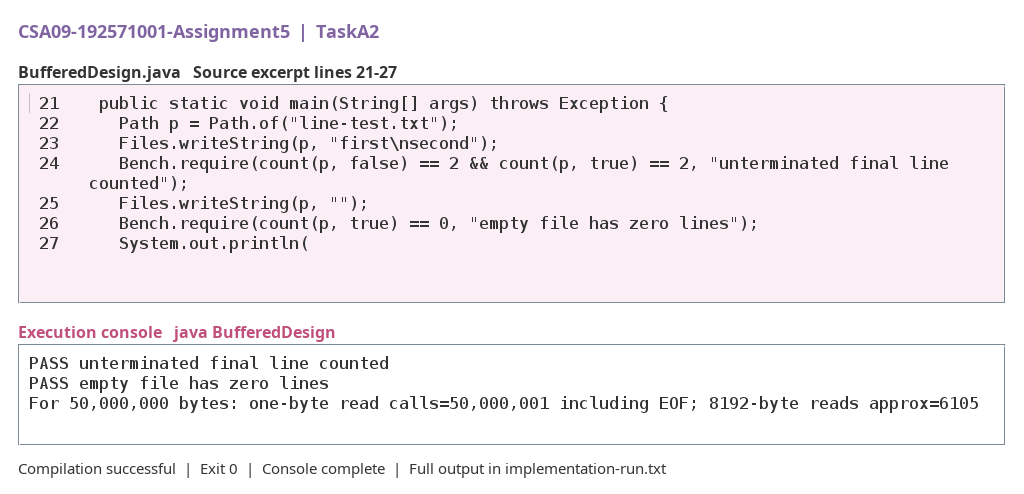 CSA09-192571001-Assignment5 | TaskA2
BufferedDesign.java Source excerpt lines 21-27
21 public static void main(String[] args) throws Exception {
22 Path p = Path.of("line-test.txt");
23 Files.writeString(p, "first\nsecond");
24 Bench.require(count(p, false) == 2 && count(p, true) == 2, "unterminated final line
counted");
25 Files.writeString(p, "");
26 Bench.require(count(p, true) == 0, "empty file has zero lines");
27 System.out.println(
Execution console java BufferedDesign
PASS unterminated final line counted
PASS empty file has zero lines
For 50,000,000 bytes: one-byte read calls=50,000,001 including EOF; 8192-byte reads approx=6105
Compilation successful | Exit 0 | Console complete | Full output in implementation-run.txt